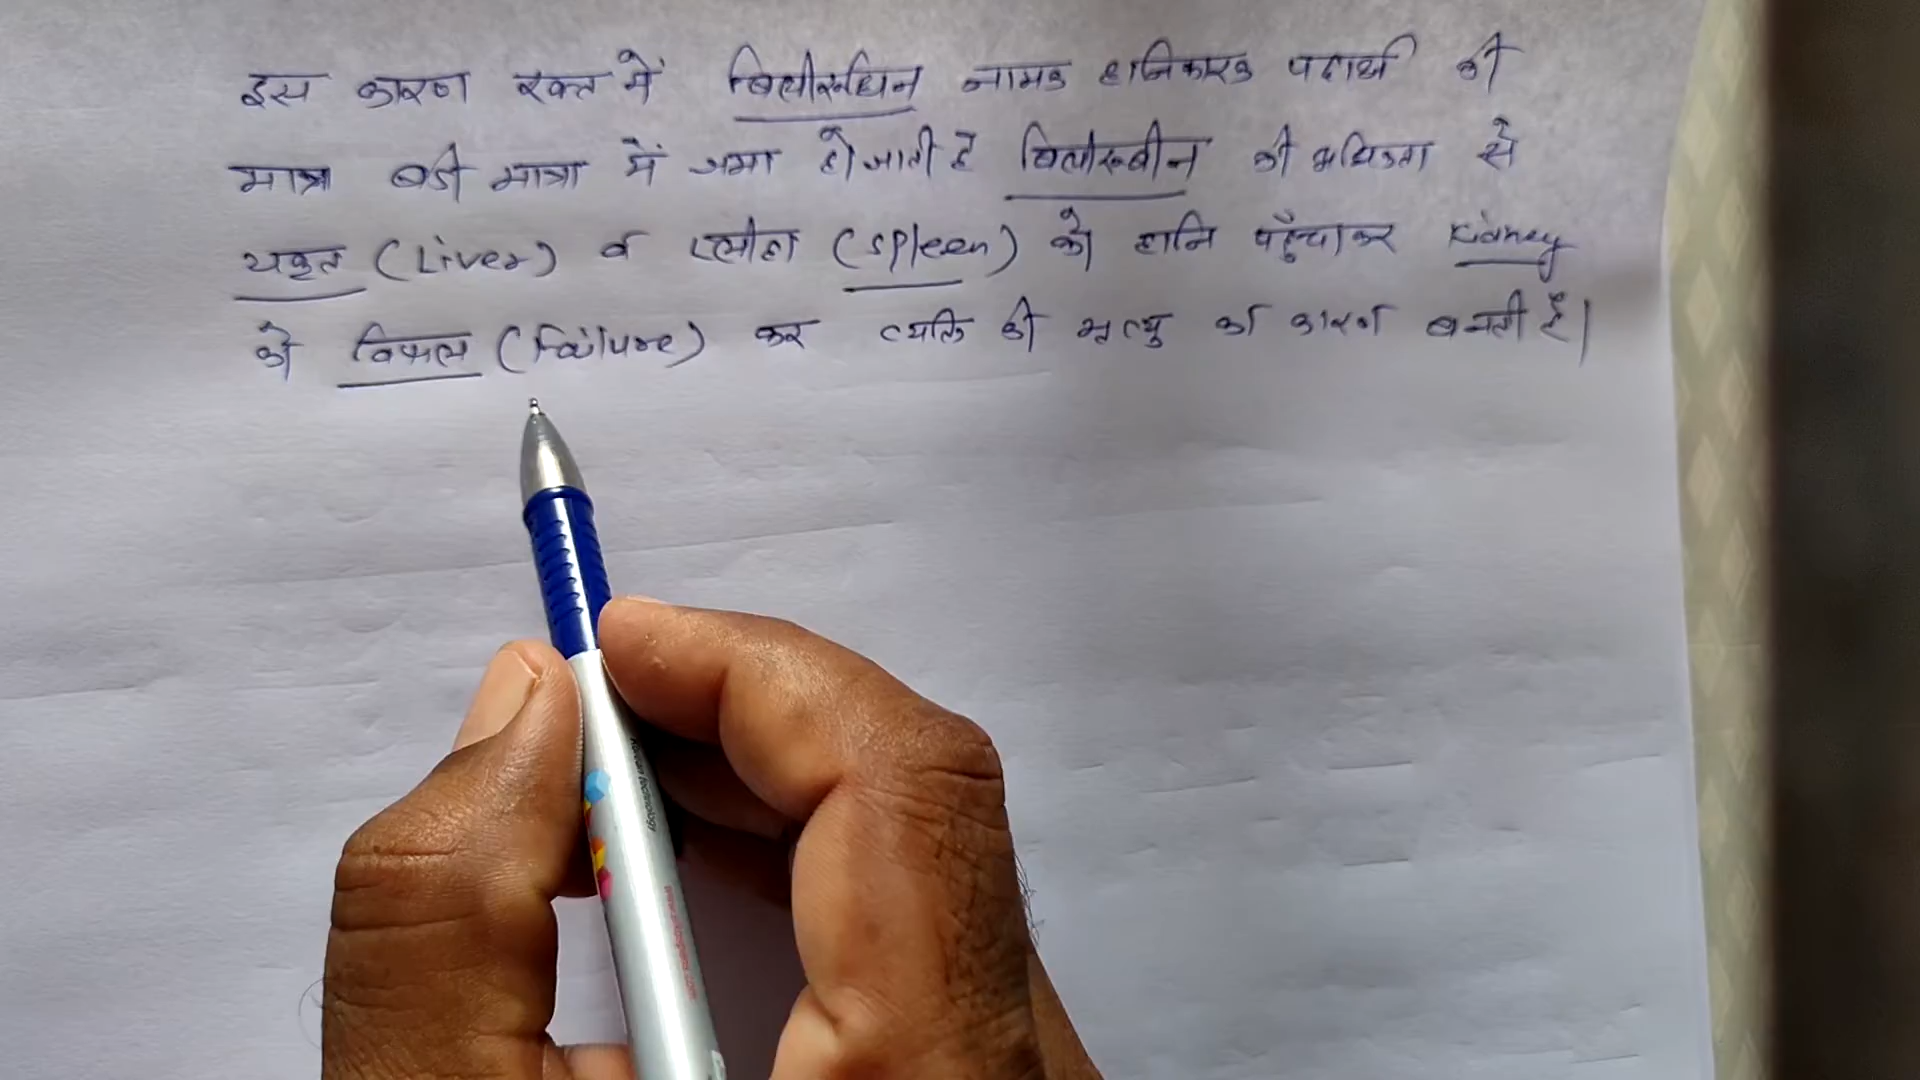 इस कारण रक्त में बिलीरुधिन नामक हानिकारक पदार्थ की
मात्रा बडी मात्रा में जमा हो जाती है बिलीरुबीन की अधिकता से
यकृत (Liver) व प्लीहा (Spleen) को हानि पहुँचाकर Kidney
को विफल (Failure) कर व्यक्ति की मृत्यु का कारण बनती है।